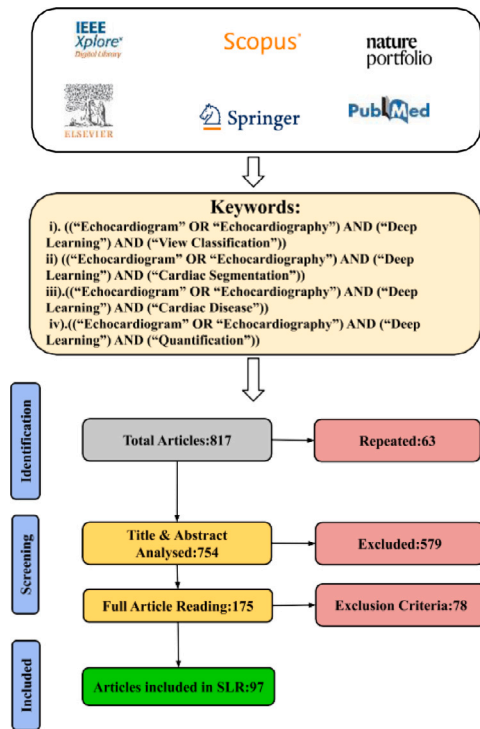 IEEE
Xplore®
Digital Library
Scopus®
nature
portfolio
ELSEVIER
Springer
PubMed
Keywords:
i). ((“Echocardiogram” OR “Echocardiography”) AND (“Deep
Learning”) AND (“View Classification”))
ii) ((“Echocardiogram” OR “Echocardiography”) AND (“Deep
Learning”) AND (“Cardiac Segmentation”))
iii).((“Echocardiogram” OR “Echocardiography”) AND (“Deep
Learning”) AND (“Cardiac Disease”))
iv).((“Echocardiogram” OR “Echocardiography”) AND (“Deep
Learning”) AND (“Quantification”))
Identification
Total Articles:817
Repeated:63
Screening
Title & Abstract
Analysed:754
Excluded:579
Full Article Reading:175
Exclusion Criteria:78
Included
Articles included in SLR:97